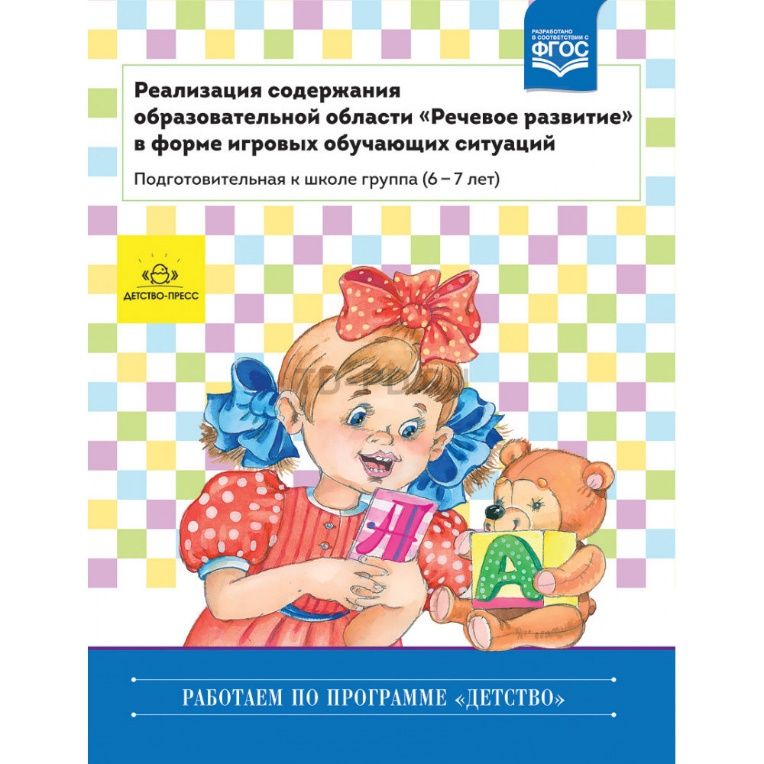 РАЗРАБОТАНО
В СООТВЕТСТВИИ С
ФГОС
Реализация содержания
образовательной области «Речевое развитие»
в форме игровых обучающих ситуаций
Подготовительная к школе группа (6 – 7 лет)
ДЕТСТВО-ПРЕСС
А
А
РАБОТАЕМ ПО ПРОГРАММЕ «ДЕТСТВО»